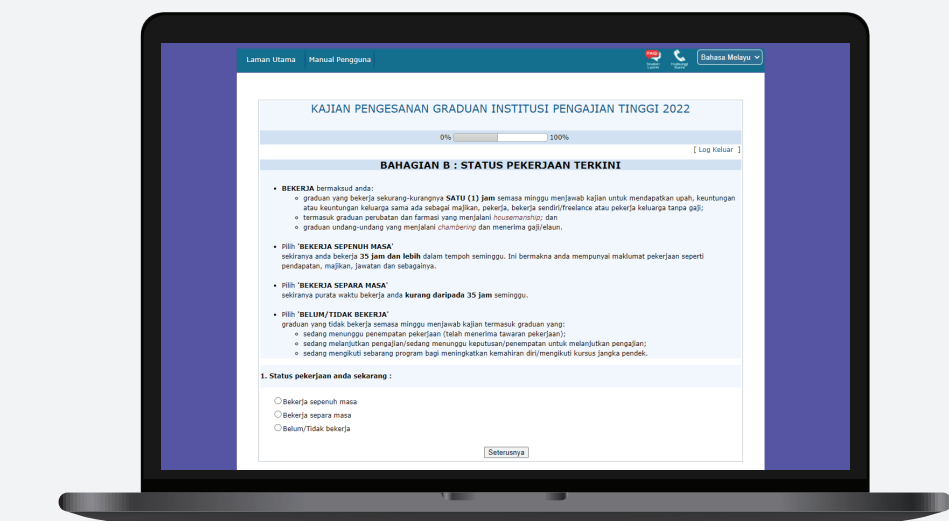 Laman Utama
Manual Pengguna
FAQ
Bahasa Melayu
KAJIAN PENGESANAN GRADUAN INSTITUSI PENGAJIAN TINGGI 2022
0% 100%
[ Log Keluar ]
BAHAGIAN B : STATUS PEKERJAAN TERKINI
BEKERJA bermaksud anda:
graduan yang bekerja sekurang-kurangnya SATU (1) jam semasa minggu menjawab kajian untuk mendapatkan upah, keuntungan
atau keuntungan keluarga sama ada sebagai majikan, pekerja, bekerja sendiri/freelance atau pekerja keluarga tanpa gaji;
termasuk graduan perubatan dan farmasi yang menjalani housemanship; dan
graduan undang-undang yang menjalani chambering dan menerima gaji/elaun.
Pilih 'BEKERJA SEPENUH MASA'
sekiranya anda bekerja 35 jam dan lebih dalam tempoh seminggu. Ini bermakna anda mempunyai maklumat pekerjaan seperti
pendapatan, majikan, jawatan dan sebagainya.
Pilih 'BEKERJA SEPARA MASA'
sekiranya purata waktu bekerja anda kurang daripada 35 jam seminggu.
Pilih 'BELUM/TIDAK BEKERJA'
graduan yang tidak bekerja semasa minggu menjawab kajian termasuk graduan yang:
sedang menunggu penempatan pekerjaan (telah menerima tawaran pekerjaan);
sedang melanjutkan pengajian/sedang menunggu keputusan/penempatan untuk melanjutkan pengajian;
sedang mengikuti sebarang program bagi meningkatkan kemahiran diri/mengikuti kursus jangka pendek.
1. Status pekerjaan anda sekarang :
Bekerja sepenuh masa
Bekerja separa masa
Belum/Tidak bekerja
Seterusnya